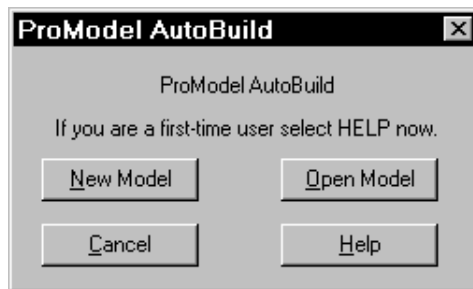 ProModel AutoBuild
ProModel AutoBuild
If you are a first-time user select HELP now.
New Model Open Model
Cancel Help